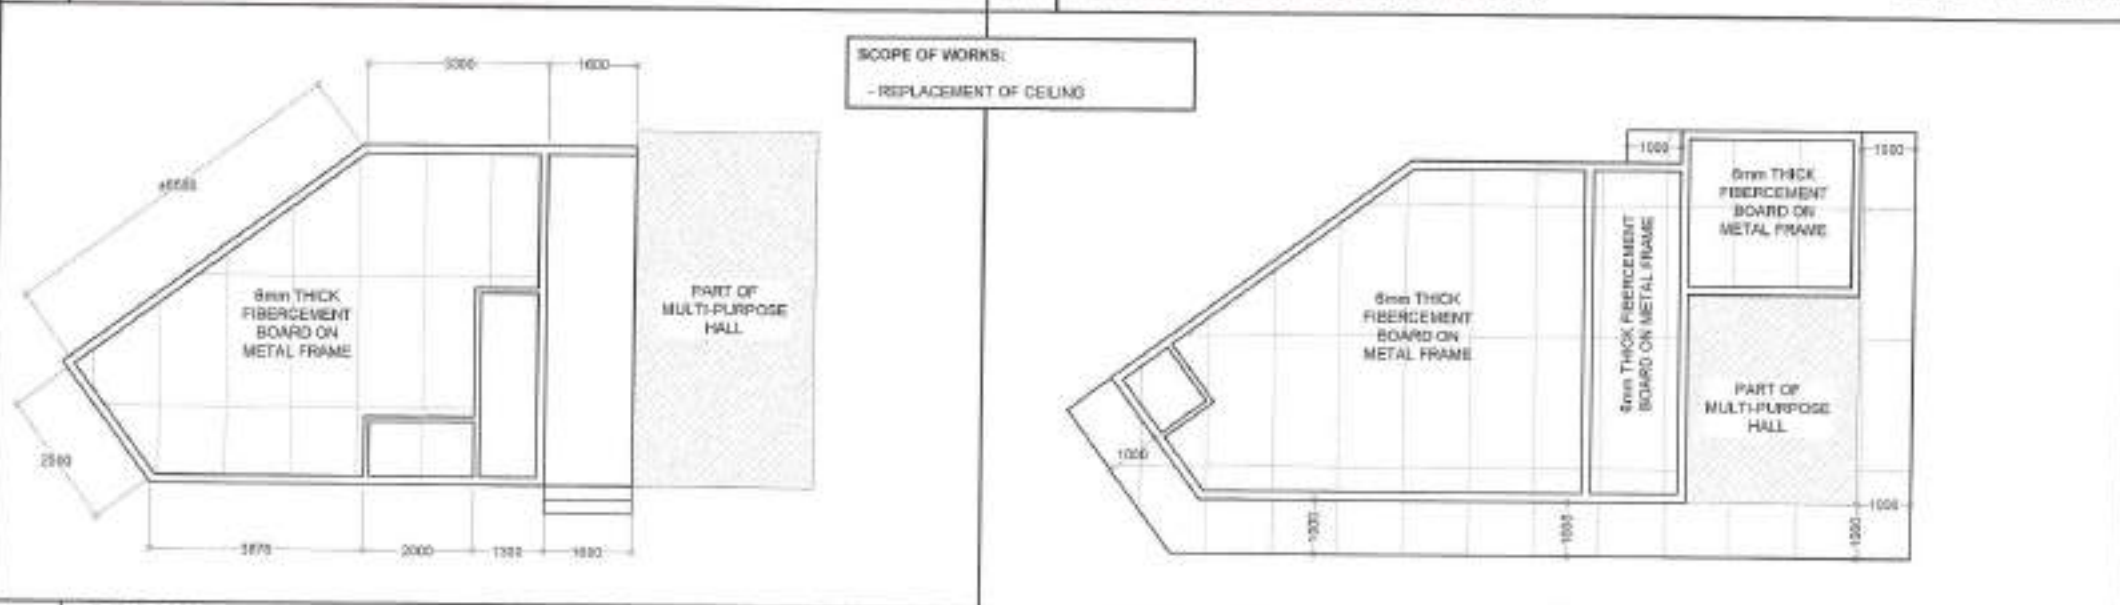 SCOPE OF WORKS:
- REPLACEMENT OF CEILING
3300
1600
6mm THICK
FIBERCEMENT
BOARD ON
METAL FRAME
PART OF
MULTI-PURPOSE
HALL
2500
2000
1300
1600
1000
1000
6mm THICK
FIBERCEMENT
BOARD ON
METAL FRAME
6mm THICK FIBERCEMENT
BOARD ON METAL FRAME
6mm THICK
FIBERCEMENT
BOARD ON
METAL FRAME
PART OF
MULTI-PURPOSE
HALL
1000
1000
1000
1000
1000